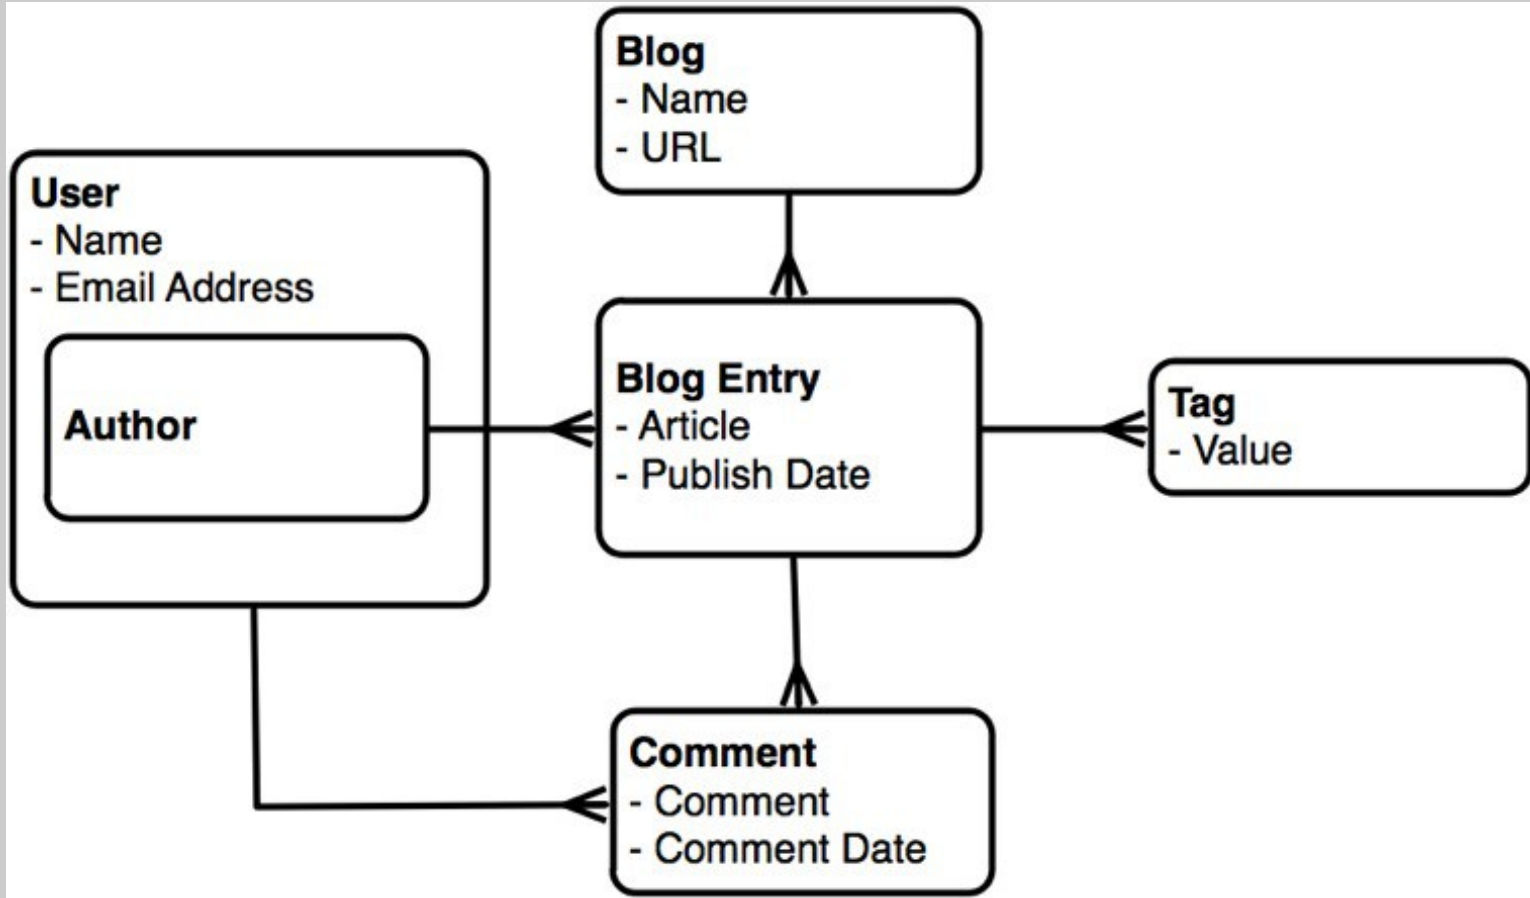 Blog
- Name
- URL
User
- Name
- Email Address
Author
Blog Entry
- Article
- Publish Date
Tag
- Value
Comment
- Comment
- Comment Date